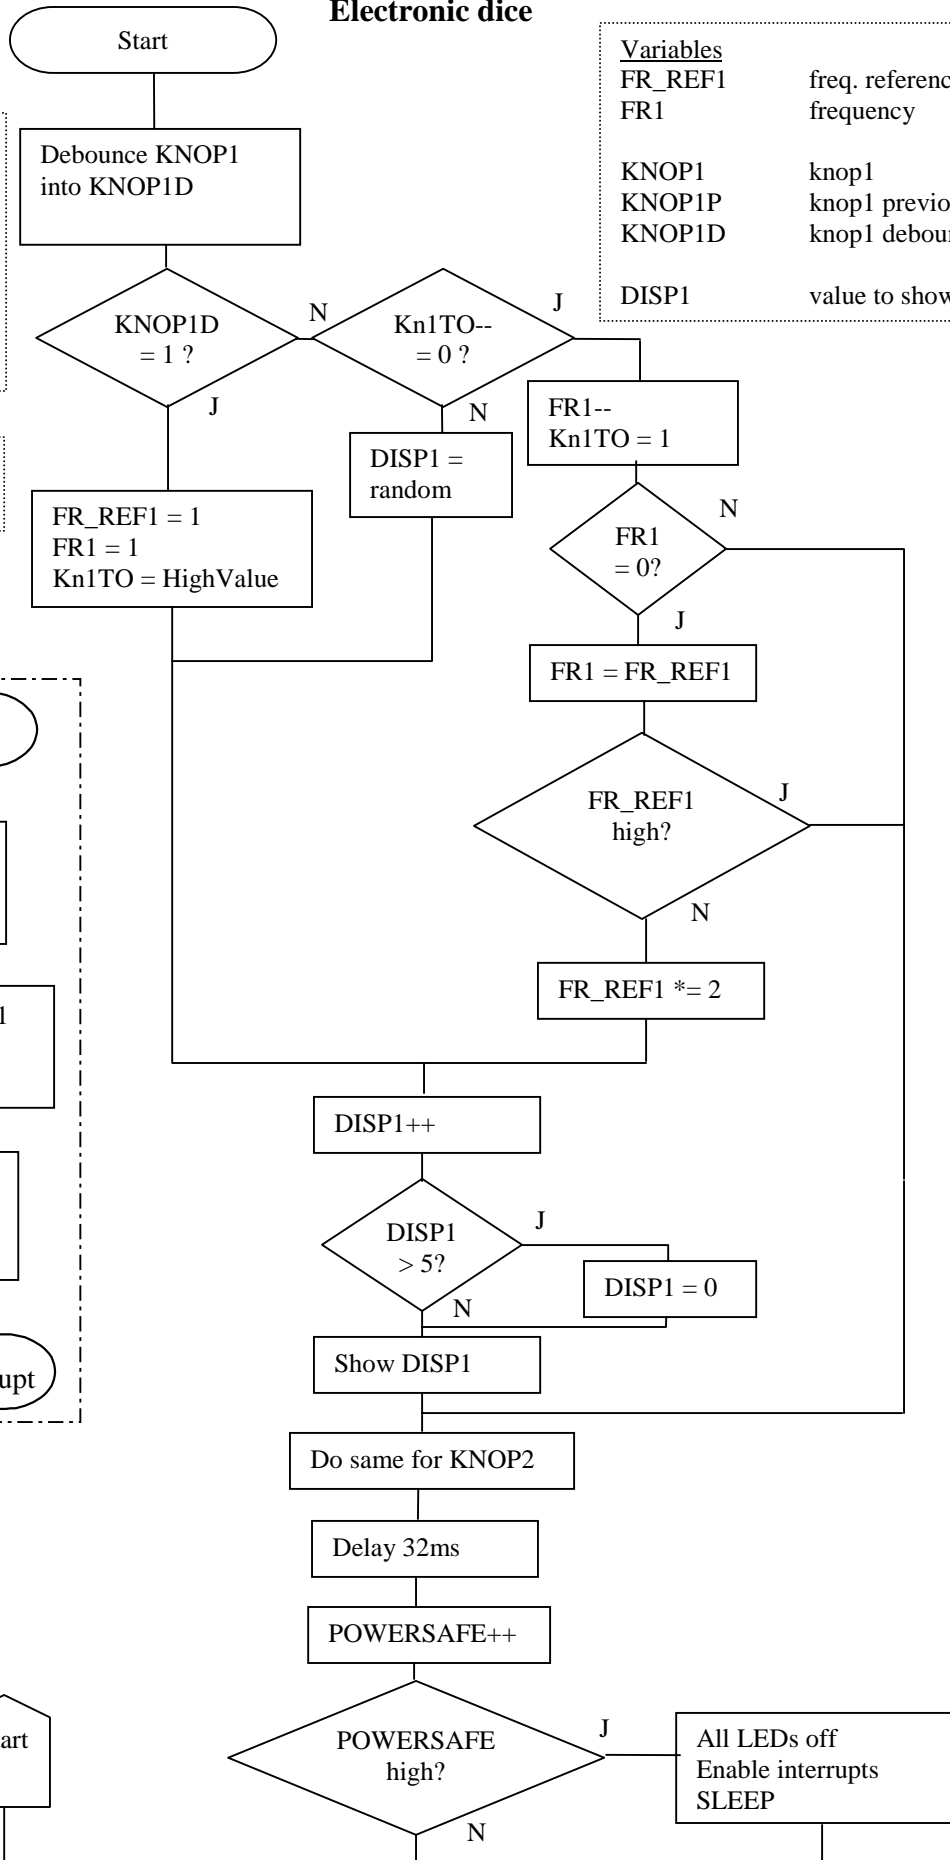 Electronic dice
Start
Variables
FR_REF1 freq. referenc
FR1 frequency
KNOP1 knop1
KNOP1P knop1 previo
KNOP1D knop1 debour
DISP1 value to show
Debounce KNOP1
into KNOP1D
KNOP1D
= 1 ?
N
J
Kn1TO--
= 0 ?
J
N
FR1--
Kn1TO = 1
DISP1 =
random
FR_REF1 = 1
FR1 = 1
Kn1TO = HighValue
FR1
= 0?
N
J
FR1 = FR_REF1
FR_REF1
high?
J
N
FR_REF1 *= 2
1
DISP1++
DISP1
> 5?
J
N
DISP1 = 0
Show DISP1
upt
Do same for KNOP2
Delay 32ms
POWERSAFE++
POWERSAFE
high?
J
N
art
All LEDs off
Enable interrupts
SLEEP